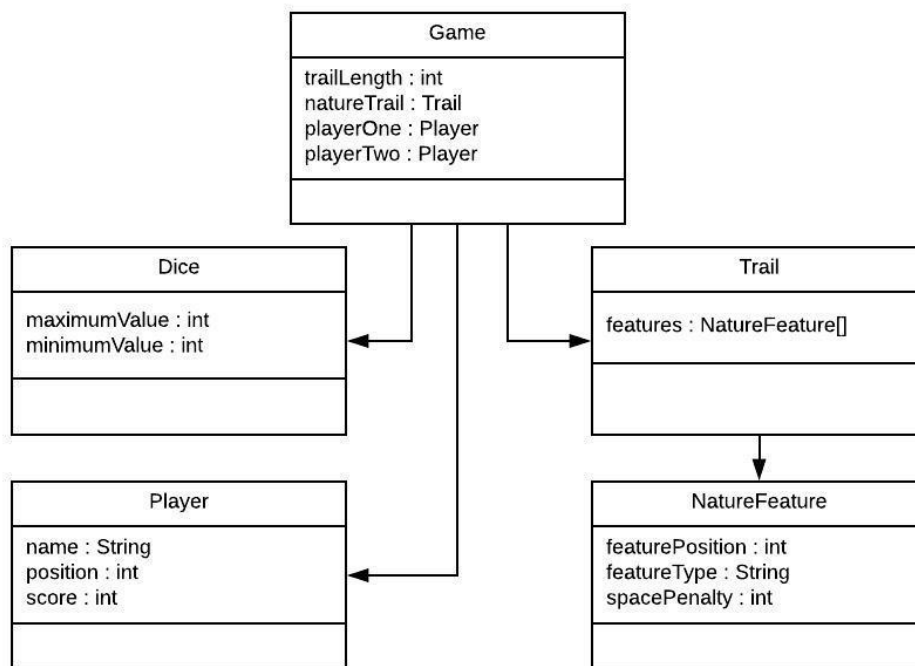 Game
trailLength : int
natureTrail : Trail
playerOne : Player
playerTwo : Player
Dice
maximumValue : int
minimumValue : int
Trail
features : NatureFeature[]
Player
name : String
position : int
score : int
NatureFeature
featurePosition : int
featureType : String
spacePenalty : int